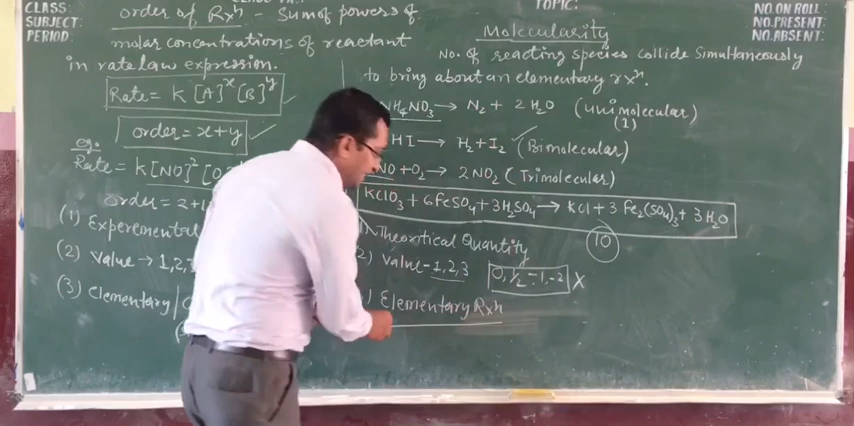 CLASS:
SUBJECT:
PERIOD:
TOPIC:
NO.ON ROLL:
NO.PRESENT:
NO.ABSENT:
order of Rxⁿ - Sum of powers of
molar concentrations of reactant
in rate law expression.
Rate = K [A]ˣ [B]ʸ
order = x+y
eg:
Rate = K[NO]² [O
order = 2+1
(1) Experemental
(2) Value → 1,2,3
(3) Elementary/
Molecularity
No. of reacting species collide Simultaneously
to bring about an elementary rxⁿ.
NH₄NO₃ → N₂ + 2H₂O (unimolecular)
(1)
HI → H₂ + I₂ (Bimolecular)
NO + O₂ → 2NO₂ (Trimolecular)
KClO₃ + 6FeSO₄ + 3H₂SO₄ → KCl + 3Fe₂(SO₄)₃ + 3H₂O
10
Theoritical Quantity
2) Value - 1,2,3 0, 1/2, -1, -2 X
) Elementary Rxn